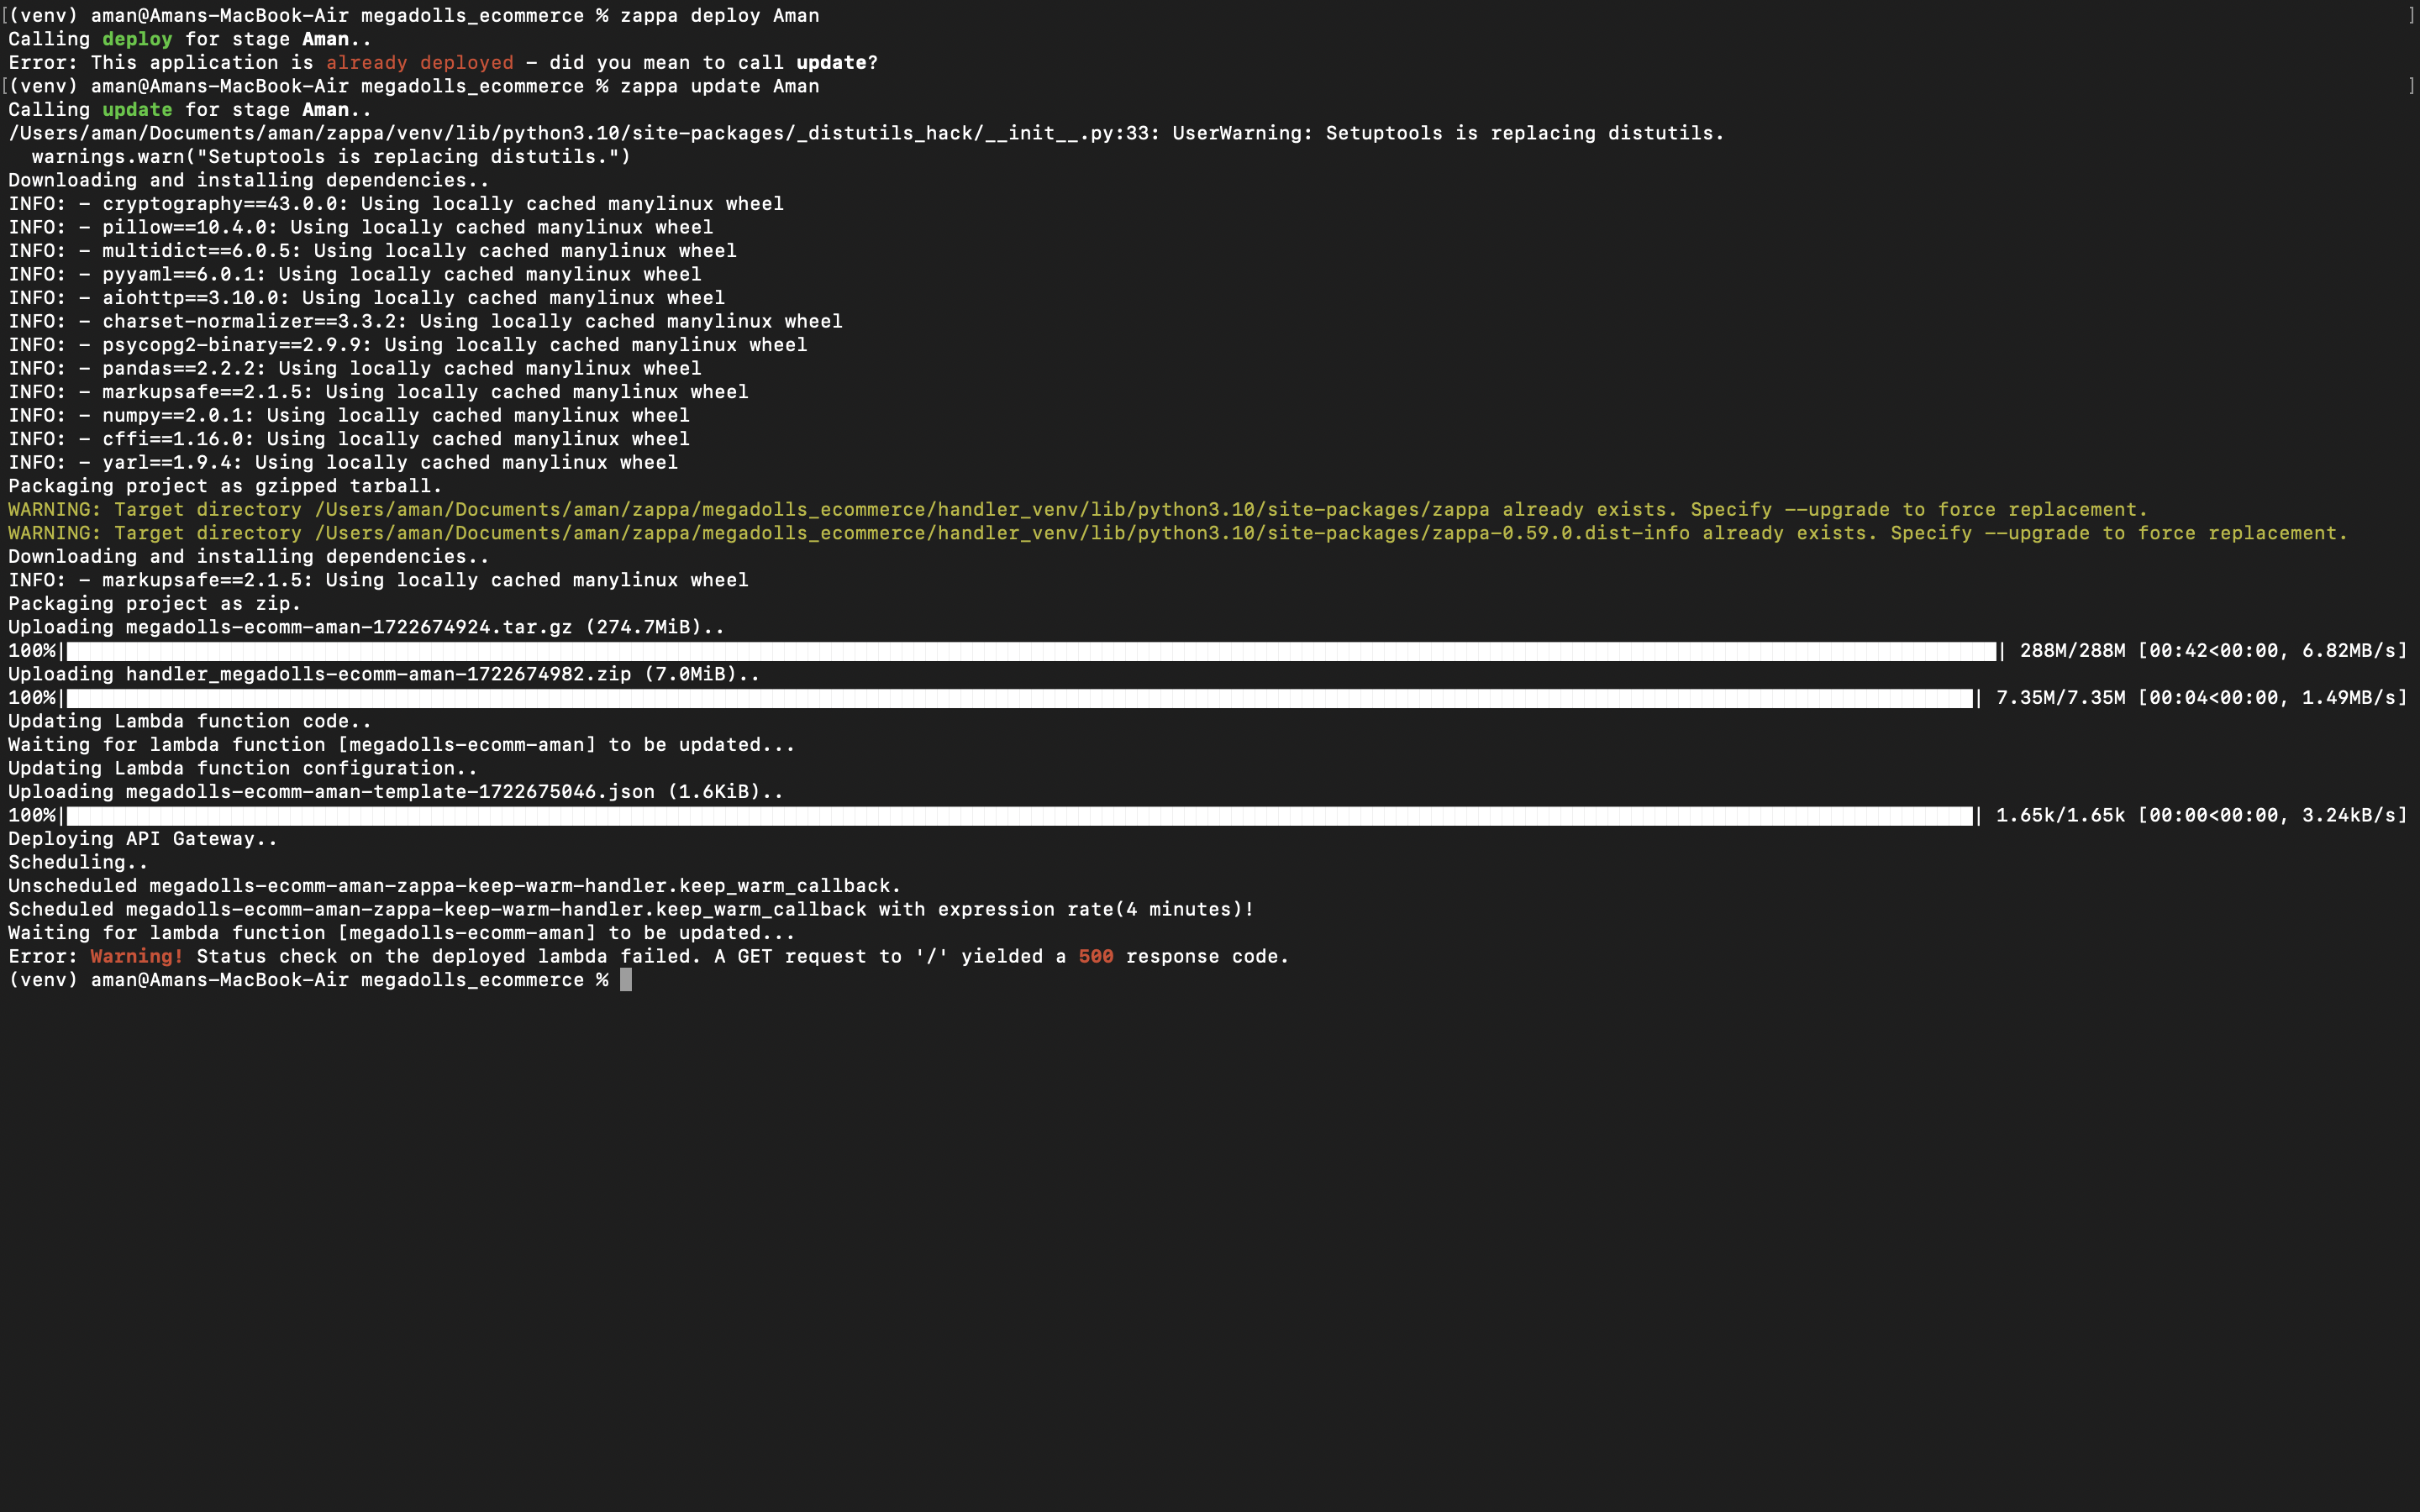 [(venv) aman@Amans-MacBook-Air megadolls_ecommerce % zappa deploy Aman ]
Calling deploy for stage Aman..
Error: This application is already deployed - did you mean to call update?
[(venv) aman@Amans-MacBook-Air megadolls_ecommerce % zappa update Aman ]
Calling update for stage Aman..
/Users/aman/Documents/aman/zappa/venv/lib/python3.10/site-packages/_distutils_hack/__init__.py:33: UserWarning: Setuptools is replacing distutils.
  warnings.warn("Setuptools is replacing distutils.")
Downloading and installing dependencies..
INFO: - cryptography==43.0.0: Using locally cached manylinux wheel
INFO: - pillow==10.4.0: Using locally cached manylinux wheel
INFO: - multidict==6.0.5: Using locally cached manylinux wheel
INFO: - pyyaml==6.0.1: Using locally cached manylinux wheel
INFO: - aiohttp==3.10.0: Using locally cached manylinux wheel
INFO: - charset-normalizer==3.3.2: Using locally cached manylinux wheel
INFO: - psycopg2-binary==2.9.9: Using locally cached manylinux wheel
INFO: - pandas==2.2.2: Using locally cached manylinux wheel
INFO: - markupsafe==2.1.5: Using locally cached manylinux wheel
INFO: - numpy==2.0.1: Using locally cached manylinux wheel
INFO: - cffi==1.16.0: Using locally cached manylinux wheel
INFO: - yarl==1.9.4: Using locally cached manylinux wheel
Packaging project as gzipped tarball.
WARNING: Target directory /Users/aman/Documents/aman/zappa/megadolls_ecommerce/handler_venv/lib/python3.10/site-packages/zappa already exists. Specify --upgrade to force replacement.
WARNING: Target directory /Users/aman/Documents/aman/zappa/megadolls_ecommerce/handler_venv/lib/python3.10/site-packages/zappa-0.59.0.dist-info already exists. Specify --upgrade to force replacement.
Downloading and installing dependencies..
INFO: - markupsafe==2.1.5: Using locally cached manylinux wheel
Packaging project as zip.
Uploading megadolls-ecomm-aman-1722674924.tar.gz (274.7MiB)..
100%| | 288M/288M [00:42<00:00, 6.82MB/s]
Uploading handler_megadolls-ecomm-aman-1722674982.zip (7.0MiB)..
100%| | 7.35M/7.35M [00:04<00:00, 1.49MB/s]
Updating Lambda function code..
Waiting for lambda function [megadolls-ecomm-aman] to be updated...
Updating Lambda function configuration..
Uploading megadolls-ecomm-aman-template-1722675046.json (1.6KiB)..
100%| | 1.65k/1.65k [00:00<00:00, 3.24kB/s]
Deploying API Gateway..
Scheduling..
Unscheduled megadolls-ecomm-aman-zappa-keep-warm-handler.keep_warm_callback.
Scheduled megadolls-ecomm-aman-zappa-keep-warm-handler.keep_warm_callback with expression rate(4 minutes)!
Waiting for lambda function [megadolls-ecomm-aman] to be updated...
Error: Warning! Status check on the deployed lambda failed. A GET request to '/' yielded a 500 response code.
(venv) aman@Amans-MacBook-Air megadolls_ecommerce %